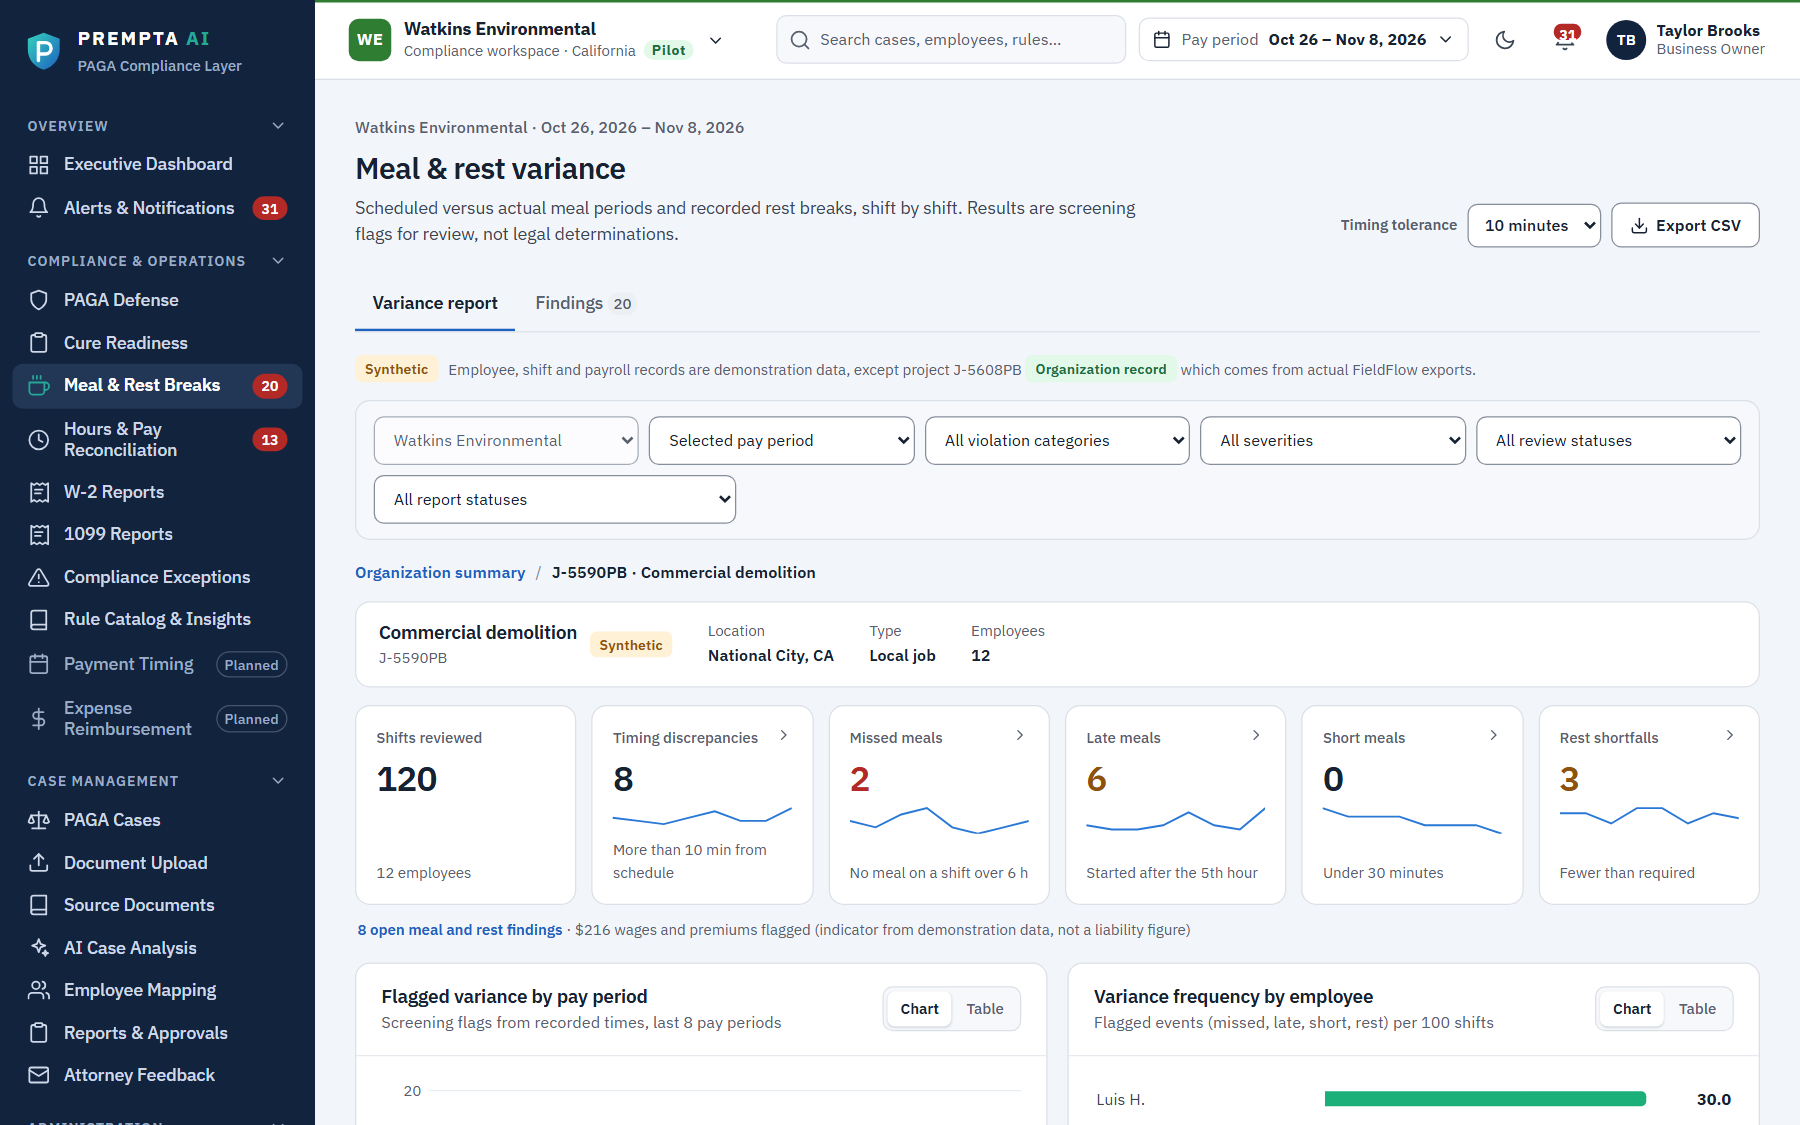 PREMPTA AI
PAGA Compliance Layer
OVERVIEW
Executive Dashboard
Alerts & Notifications 31
COMPLIANCE & OPERATIONS
PAGA Defense
Cure Readiness
Meal & Rest Breaks 20
Hours & Pay
Reconciliation 13
W-2 Reports
1099 Reports
Compliance Exceptions
Rule Catalog & Insights
Payment Timing Planned
Expense
Reimbursement Planned
CASE MANAGEMENT
PAGA Cases
Document Upload
Source Documents
AI Case Analysis
Employee Mapping
Reports & Approvals
Attorney Feedback
ADMINISTRATION
WE
Watkins Environmental
Compliance workspace · California Pilot
Search cases, employees, rules...
Pay period Oct 26 – Nov 8, 2026
31
TB
Taylor Brooks
Business Owner
Watkins Environmental · Oct 26, 2026 – Nov 8, 2026
Meal & rest variance
Scheduled versus actual meal periods and recorded rest breaks, shift by shift. Results are screening
flags for review, not legal determinations.
Timing tolerance 10 minutes Export CSV
Variance report Findings 20
Synthetic Employee, shift and payroll records are demonstration data, except project J-5608PB Organization record which comes from actual FieldFlow exports.
Watkins Environmental Selected pay period All violation categories All severities All review statuses
All report statuses
Organization summary / J-5590PB · Commercial demolition
Commercial demolition Synthetic
J-5590PB
Location
National City, CA
Type
Local job
Employees
12
Shifts reviewed
120
12 employees
Timing discrepancies
8
More than 10 min from
schedule
Missed meals
2
No meal on a shift over 6 h
Late meals
6
Started after the 5th hour
Short meals
0
Under 30 minutes
Rest shortfalls
3
Fewer than required
8 open meal and rest findings · $216 wages and premiums flagged (indicator from demonstration data, not a liability figure)
Flagged variance by pay period
Screening flags from recorded times, last 8 pay periods
Chart Table
20
Variance frequency by employee
Flagged events (missed, late, short, rest) per 100 shifts
Chart Table
Luis H. 30.0